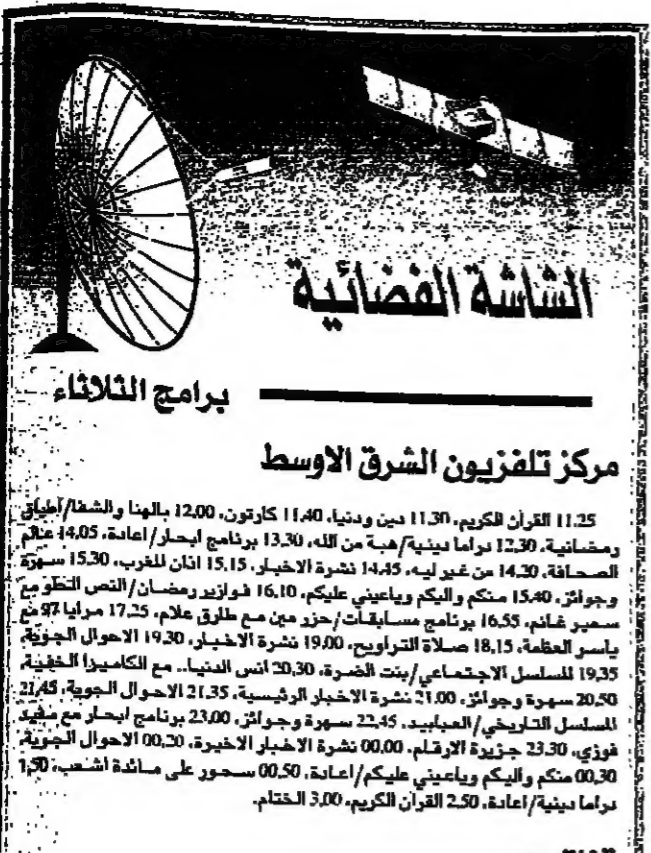 الشاشة الفضائية
برامج الثلاثاء
مركز تلفزيون الشرق الاوسط
11.25 القرآن الكريم، 11.30 دين ودنيا، 11.40 كارتون، 12.00 بالهنا والشفا/أطباق
رمضانية، 12.30 دراما دينية/هبة من الله، 13.30 برنامج ابحار/اعادة، 14.05 عالم
الصحافة، 14.20 من غير ليه، 14.45 نشرة الاخبار، 15.15 اذان المغرب، 15.30 سهرة
وجوائز، 15.40 منكم واليكم وياعيني عليكم، 16.10 فوازير رمضان/النص الحلو مع
سمير غانم، 16.55 برنامج مسابقات/حزر مين مع طارق علام، 17.25 مرايا 97 مع
ياسر العظمة، 18.15 صلاة التراويح، 19.00 نشرة الاخبار، 19.30 الاحوال الجوية،
19.35 المسلسل الاجتماعي/بنت الضرة، 20.30 انس الدنيا.. مع الكاميرا الخفية،
20.50 سهرة وجوائز، 21.00 نشرة الاخبار الرئيسية، 21.35 الاحوال الجوية، 21.45
المسلسل التاريخي/العبابيد، 22.45 سهرة وجوائز، 23.00 برنامج ابحار مع مفيد
فوزي، 23.30 جزيرة الارقام، 00.00 نشرة الاخبار الاخيرة، 00.20 الاحوال الجوية،
00.30 منكم واليكم وياعيني عليكم/اعادة، 00.50 سحور على مائدة اشعب، 1.50
دراما دينية/اعادة، 2.50 القرآن الكريم، 3.00 الختام.